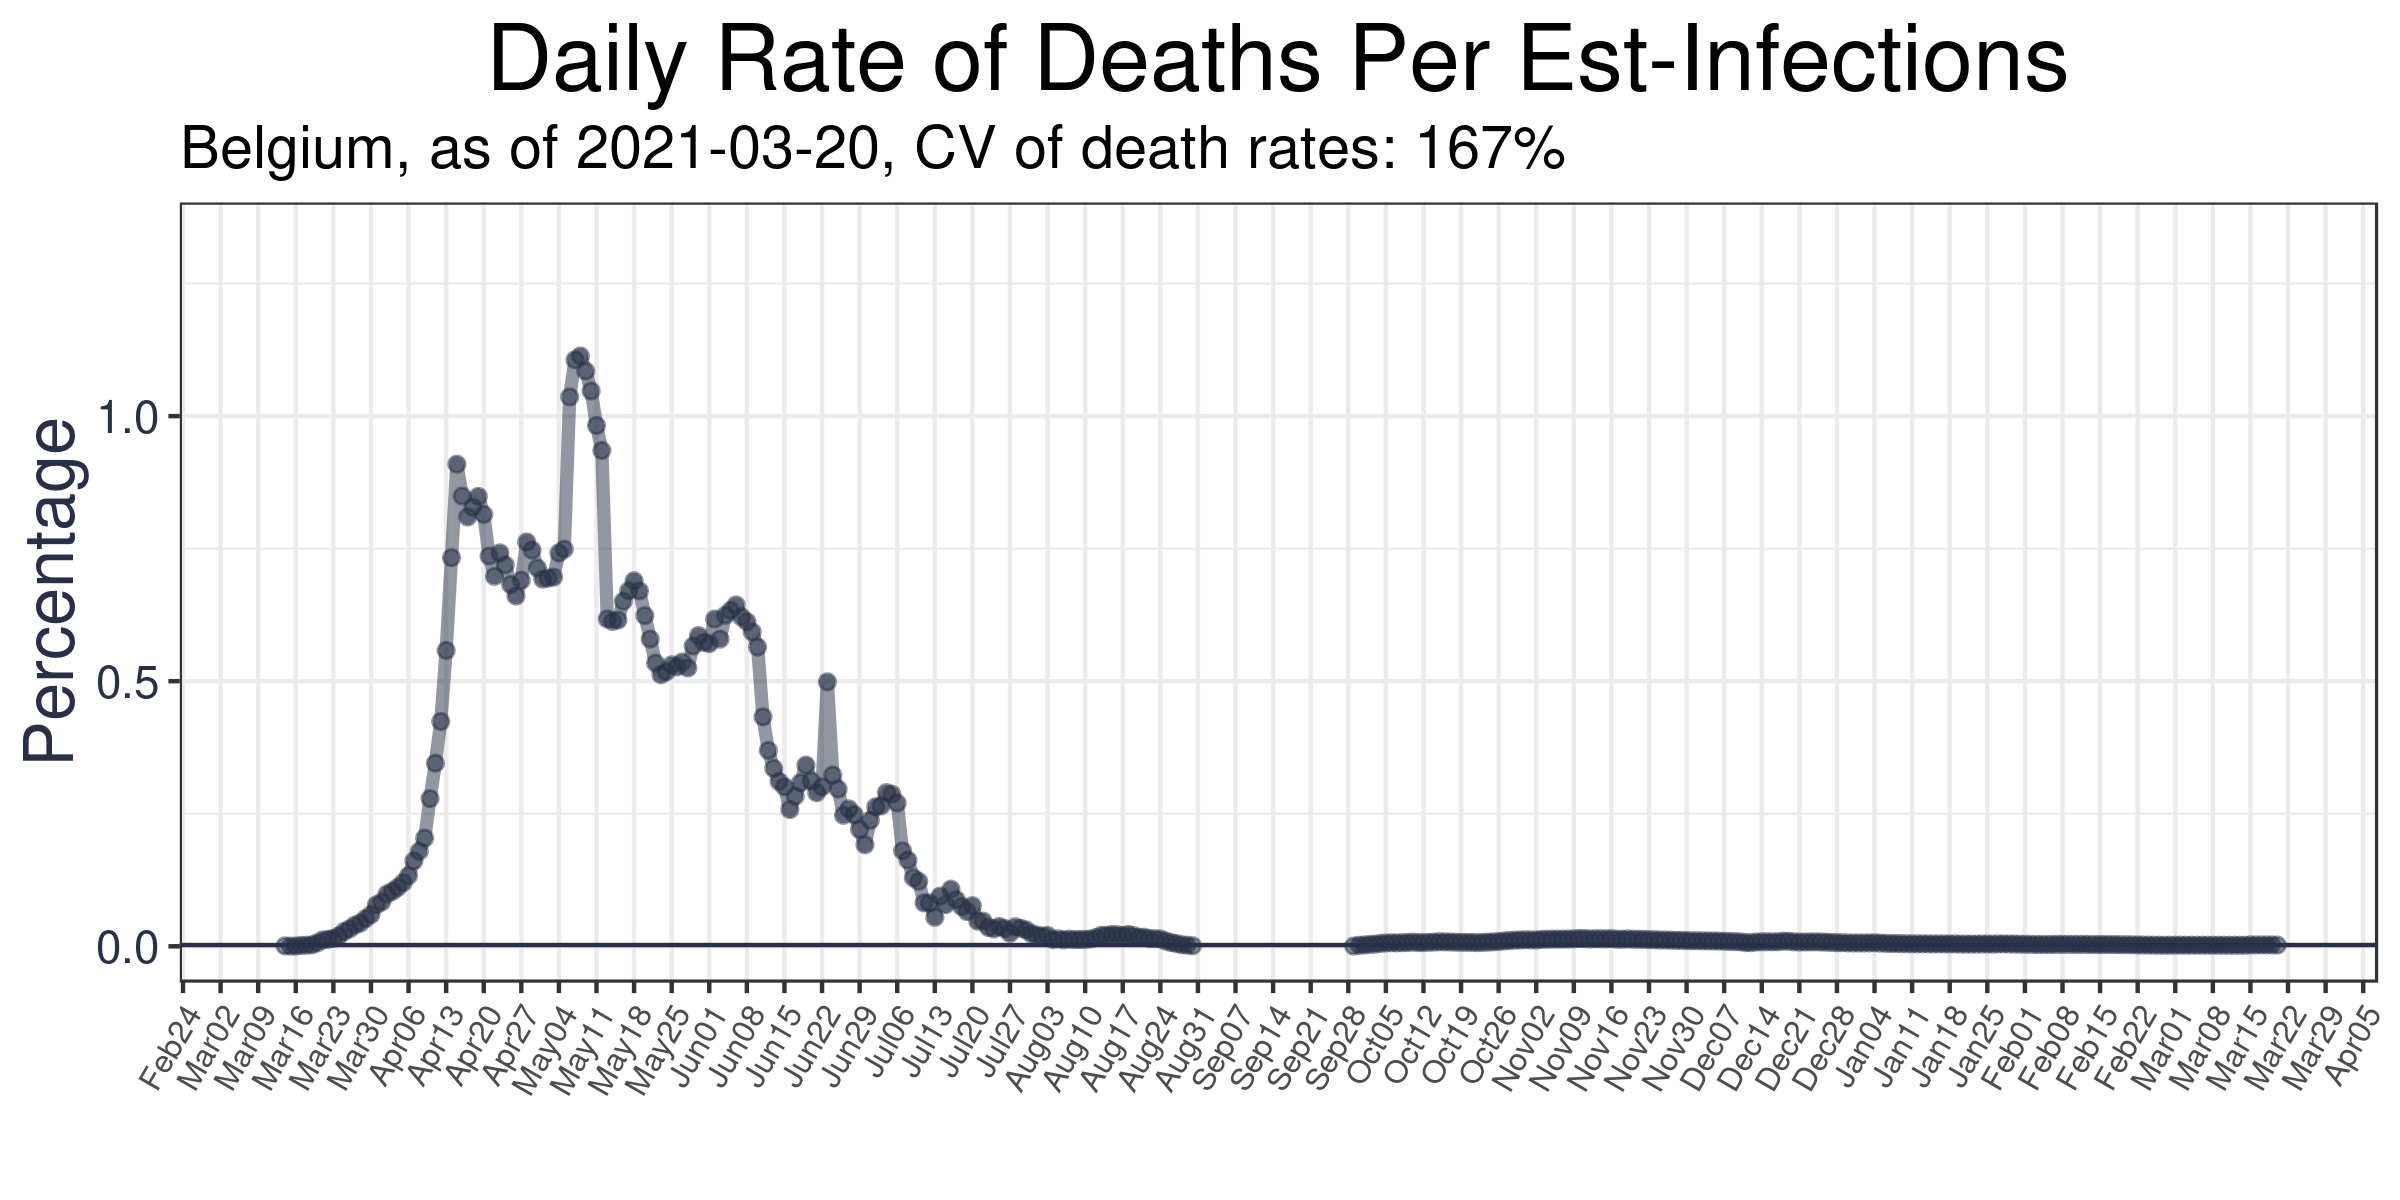 Daily Rate of Deaths Per Est-Infections
Belgium, as of 2021-03-20, CV of death rates: 167%
Percentage
1.0
0.5
0.0
Feb24
Mar02
Mar09
Mar16
Mar23
Mar30
Apr06
Apr13
Apr20
Apr27
May04
May11
May18
May25
Jun01
Jun08
Jun15
Jun22
Jun29
Jul06
Jul13
Jul20
Jul27
Aug03
Aug10
Aug17
Aug24
Aug31
Sep07
Sep14
Sep21
Sep28
Oct05
Oct12
Oct19
Oct26
Nov02
Nov09
Nov16
Nov23
Nov30
Dec07
Dec14
Dec21
Dec28
Jan04
Jan11
Jan18
Jan25
Feb01
Feb08
Feb15
Feb22
Mar01
Mar08
Mar15
Mar22
Mar29
Apr05